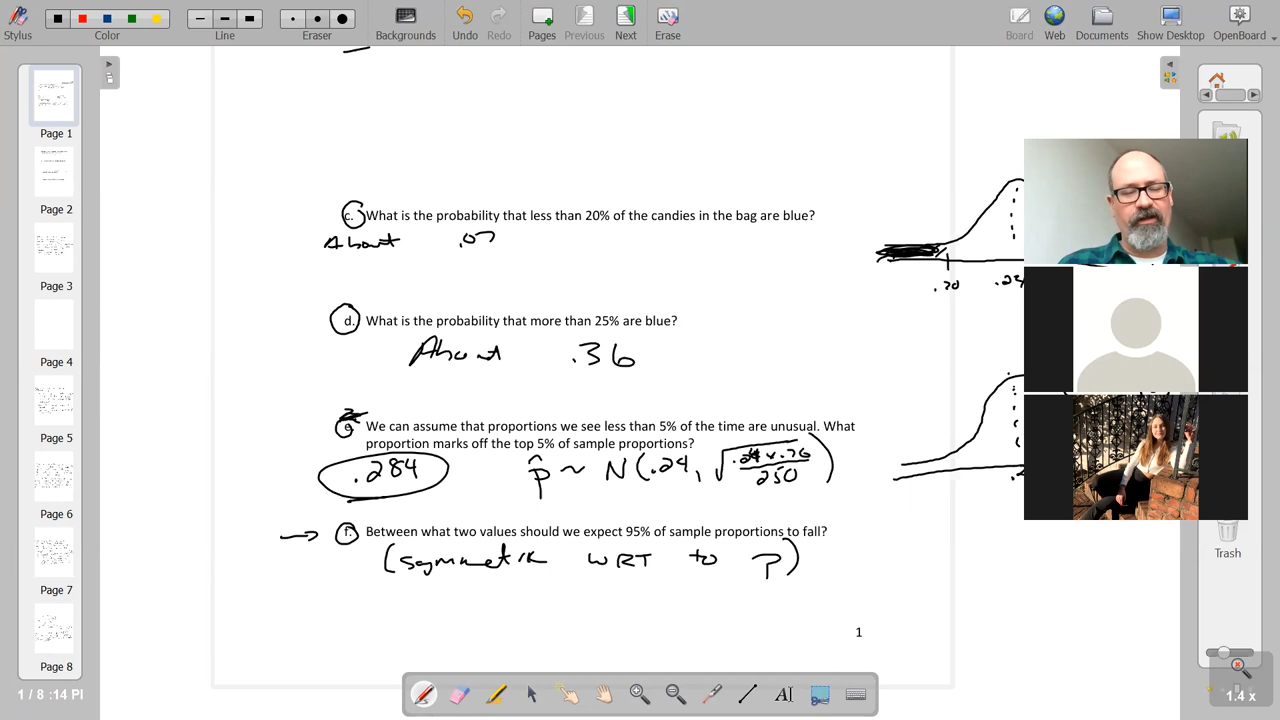 Stylus
Color
Line
Eraser
Backgrounds
Undo
Redo
Pages
Previous
Next
Erase
Board
Web
Documents
Show Desktop
OpenBoard
Page 1
Page 2
Page 3
Page 4
Page 5
Page 6
Page 7
Page 8
c. What is the probability that less than 20% of the candies in the bag are blue?
About .07
.20 .24
d. What is the probability that more than 25% are blue?
About .36
We can assume that proportions we see less than 5% of the time are unusual. What
proportion marks off the top 5% of sample proportions?
.284 p̂ ~ N(.24, √(.24 x .76 / 250))
f. Between what two values should we expect 95% of sample proportions to fall?
(symmetric WRT to p)
1
Trash
1 / 8 :14 PI
1.4 x
AI